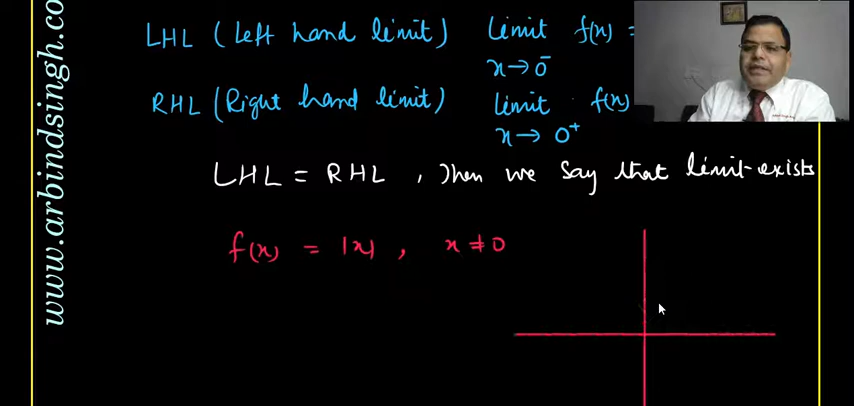 www.arbindsingh.co
LHL (Left hand limit) Limit f(x) =
x→0⁻
RHL (Right hand limit) limit f(x)
x→ 0⁺
LHL = RHL , Then we say that limit exists
f(x) = |x| , x ≠ 0